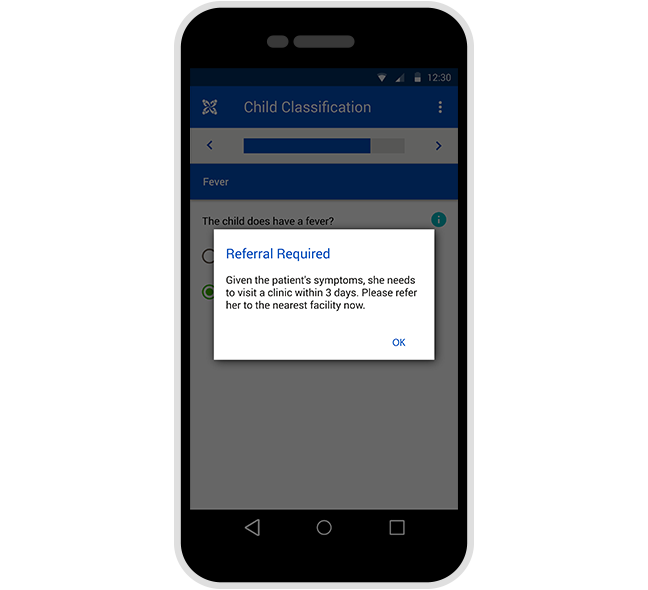 12:30
Child Classification
Fever
The child does have a fever?
Referral Required
Given the patient's symptoms, she needs
to visit a clinic within 3 days. Please refer
her to the nearest facility now.
OK